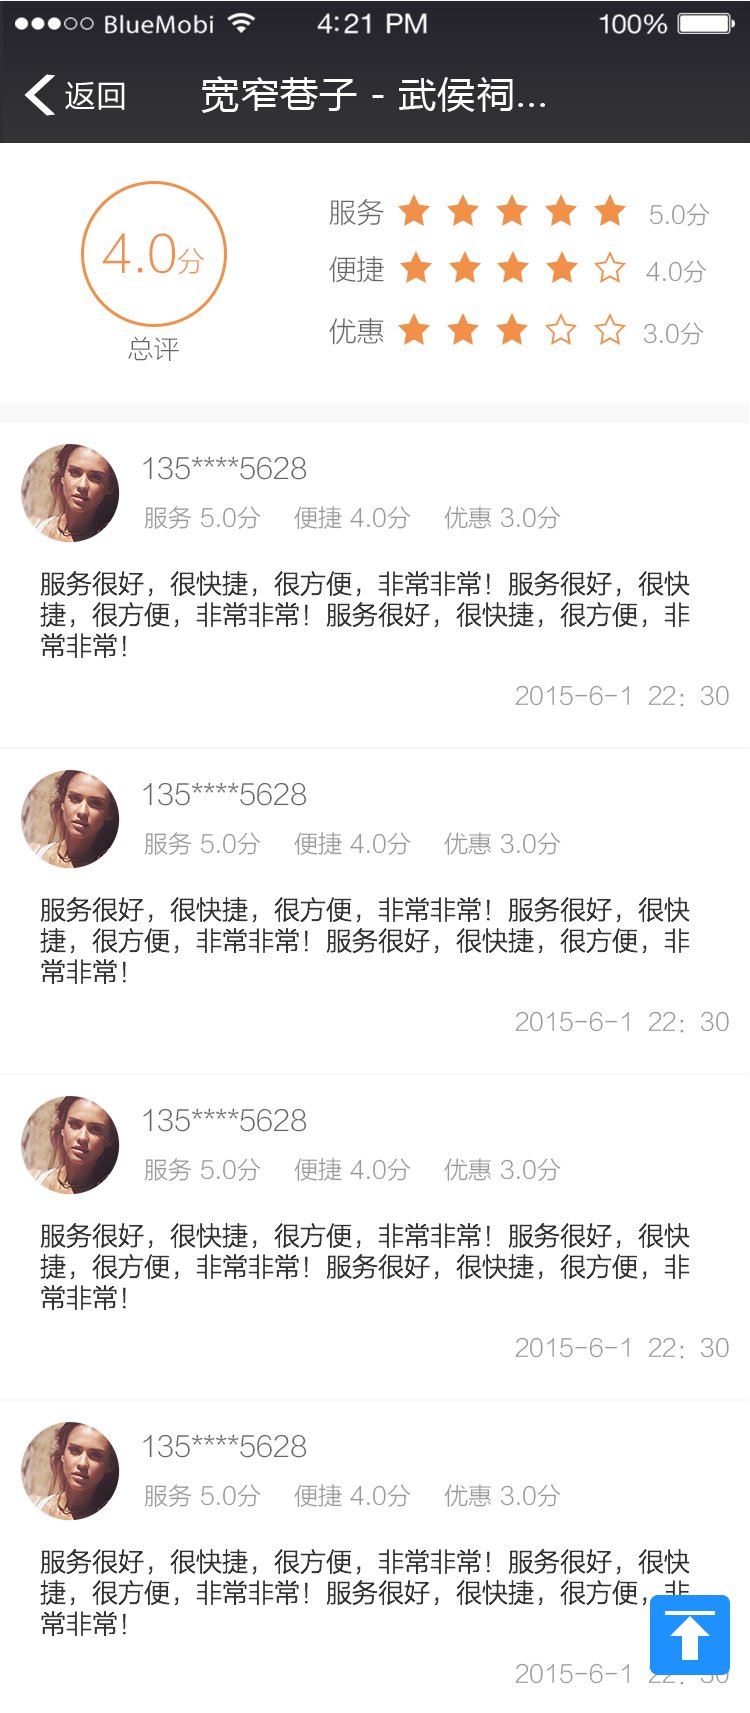 BlueMobi 4:21 PM 100%
返回 宽窄巷子 - 武侯祠...
4.0分
总评
服务 5.0分
便捷 4.0分
优惠 3.0分
135****5628
服务 5.0分 便捷 4.0分 优惠 3.0分
服务很好，很快捷，很方便，非常非常！服务很好，很快
捷，很方便，非常非常！服务很好，很快捷，很方便，非
常非常！
2015-6-1 22：30
135****5628
服务 5.0分 便捷 4.0分 优惠 3.0分
服务很好，很快捷，很方便，非常非常！服务很好，很快
捷，很方便，非常非常！服务很好，很快捷，很方便，非
常非常！
2015-6-1 22：30
135****5628
服务 5.0分 便捷 4.0分 优惠 3.0分
服务很好，很快捷，很方便，非常非常！服务很好，很快
捷，很方便，非常非常！服务很好，很快捷，很方便，非
常非常！
2015-6-1 22：30
135****5628
服务 5.0分 便捷 4.0分 优惠 3.0分
服务很好，很快捷，很方便，非常非常！服务很好，很快
捷，很方便，非常非常！服务很好，很快捷，很方便，非
常非常！
2015-6-1 22：30